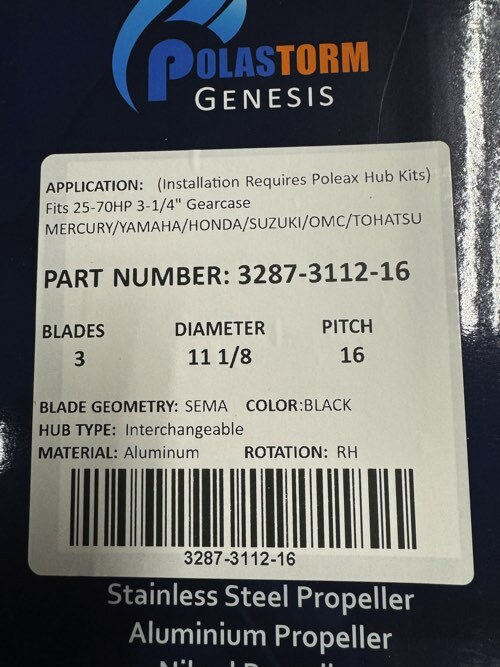 POLASTORM
GENESIS
APPLICATION: (Installation Requires Poleax Hub Kits)
Fits 25-70HP 3-1/4" Gearcase
MERCURY/YAMAHA/HONDA/SUZUKI/OMC/TOHATSU
PART NUMBER: 3287-3112-16
BLADES DIAMETER PITCH
3 11 1/8 16
BLADE GEOMETRY: SEMA COLOR:BLACK
HUB TYPE: Interchangeable
MATERIAL: Aluminum ROTATION: RH
3287-3112-16
Stainless Steel Propeller
Aluminium Propeller